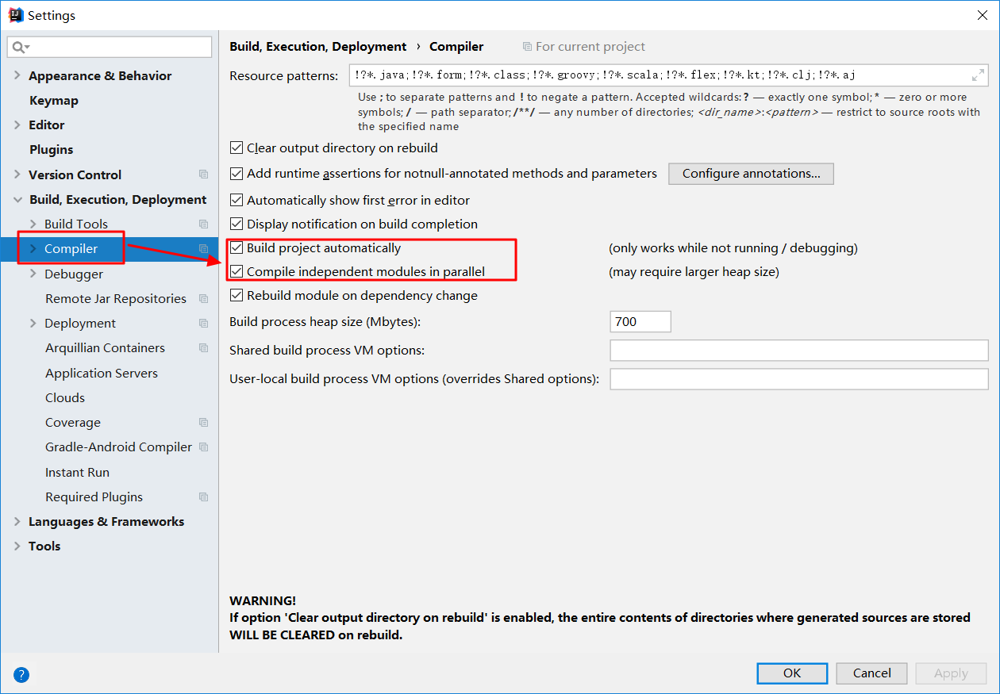 Settings
Appearance & Behavior
Keymap
Editor
Plugins
Version Control
Build, Execution, Deployment
Build Tools
Compiler
Debugger
Remote Jar Repositories
Deployment
Arquillian Containers
Application Servers
Clouds
Coverage
Gradle-Android Compiler
Instant Run
Required Plugins
Languages & Frameworks
Tools
Build, Execution, Deployment › Compiler For current project
Resource patterns: !?*.java;!?*.form;!?*.class;!?*.groovy;!?*.scala;!?*.flex;!?*.kt;!?*.clj;!?*.aj
Use ; to separate patterns and ! to negate a pattern. Accepted wildcards: ? — exactly one symbol; * — zero or more
symbols; / — path separator; /**/ — any number of directories; <dir_name>:<pattern> — restrict to source roots with
the specified name
Clear output directory on rebuild
Add runtime assertions for notnull-annotated methods and parameters Configure annotations...
Automatically show first error in editor
Display notification on build completion
Build project automatically (only works while not running / debugging)
Compile independent modules in parallel (may require larger heap size)
Rebuild module on dependency change
Build process heap size (Mbytes): 700
Shared build process VM options:
User-local build process VM options (overrides Shared options):
WARNING!
If option 'Clear output directory on rebuild' is enabled, the entire contents of directories where generated sources are stored
WILL BE CLEARED on rebuild.
? OK Cancel Apply